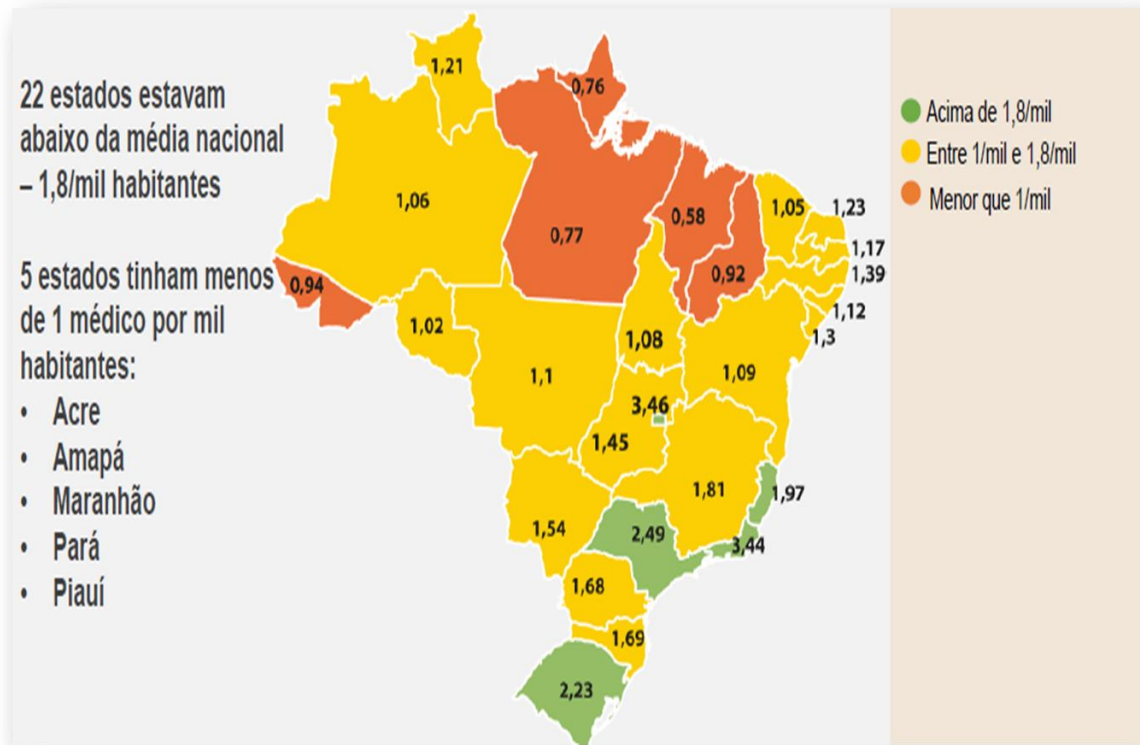 22 estados estavam
abaixo da média nacional
– 1,8/mil habitantes
5 estados tinham menos
de 1 médico por mil
habitantes:
• Acre
• Amapá
• Maranhão
• Pará
• Piauí
1,21
0,76
1,06
0,77
0,58
1,05
1,23
1,17
0,92
1,39
0,94
1,12
1,02
1,08
1,3
1,1
1,09
3,46
1,45
1,81
1,97
1,54
2,49
3,44
1,68
1,69
2,23
Acima de 1,8/mil
Entre 1/mil e 1,8/mil
Menor que 1/mil